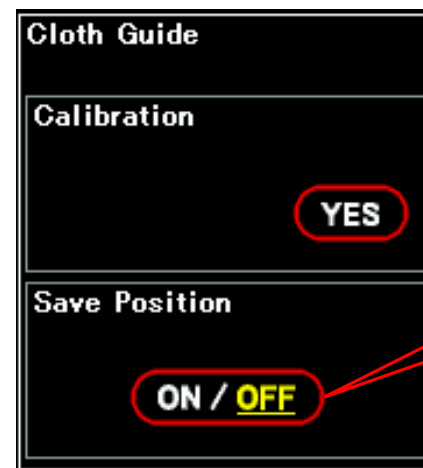 Cloth Guide
Calibration
YES
Save Position
ON / OFF